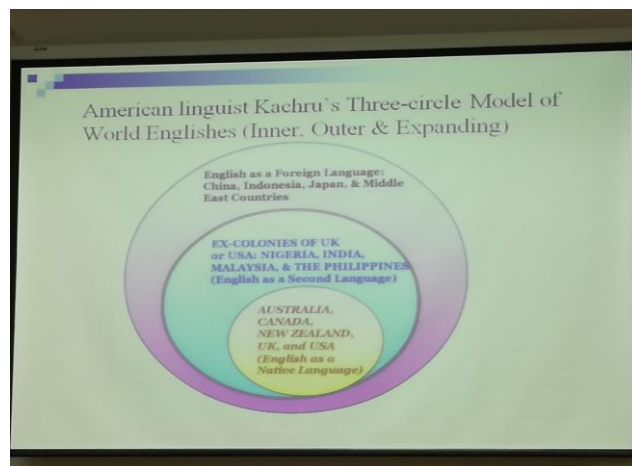 American linguist Kachru`s Three-circle Model of
World Englishes (Inner, Outer & Expanding)
English as a Foreign Language:
China, Indonesia, Japan, & Middle
East Countries
EX-COLONIES OF UK
or USA: NIGERIA, INDIA,
MALAYSIA, & THE PHILIPPINES
(English as a Second Language)
AUSTRALIA,
CANADA,
NEW ZEALAND,
UK, and USA
(English as a
Native Language)